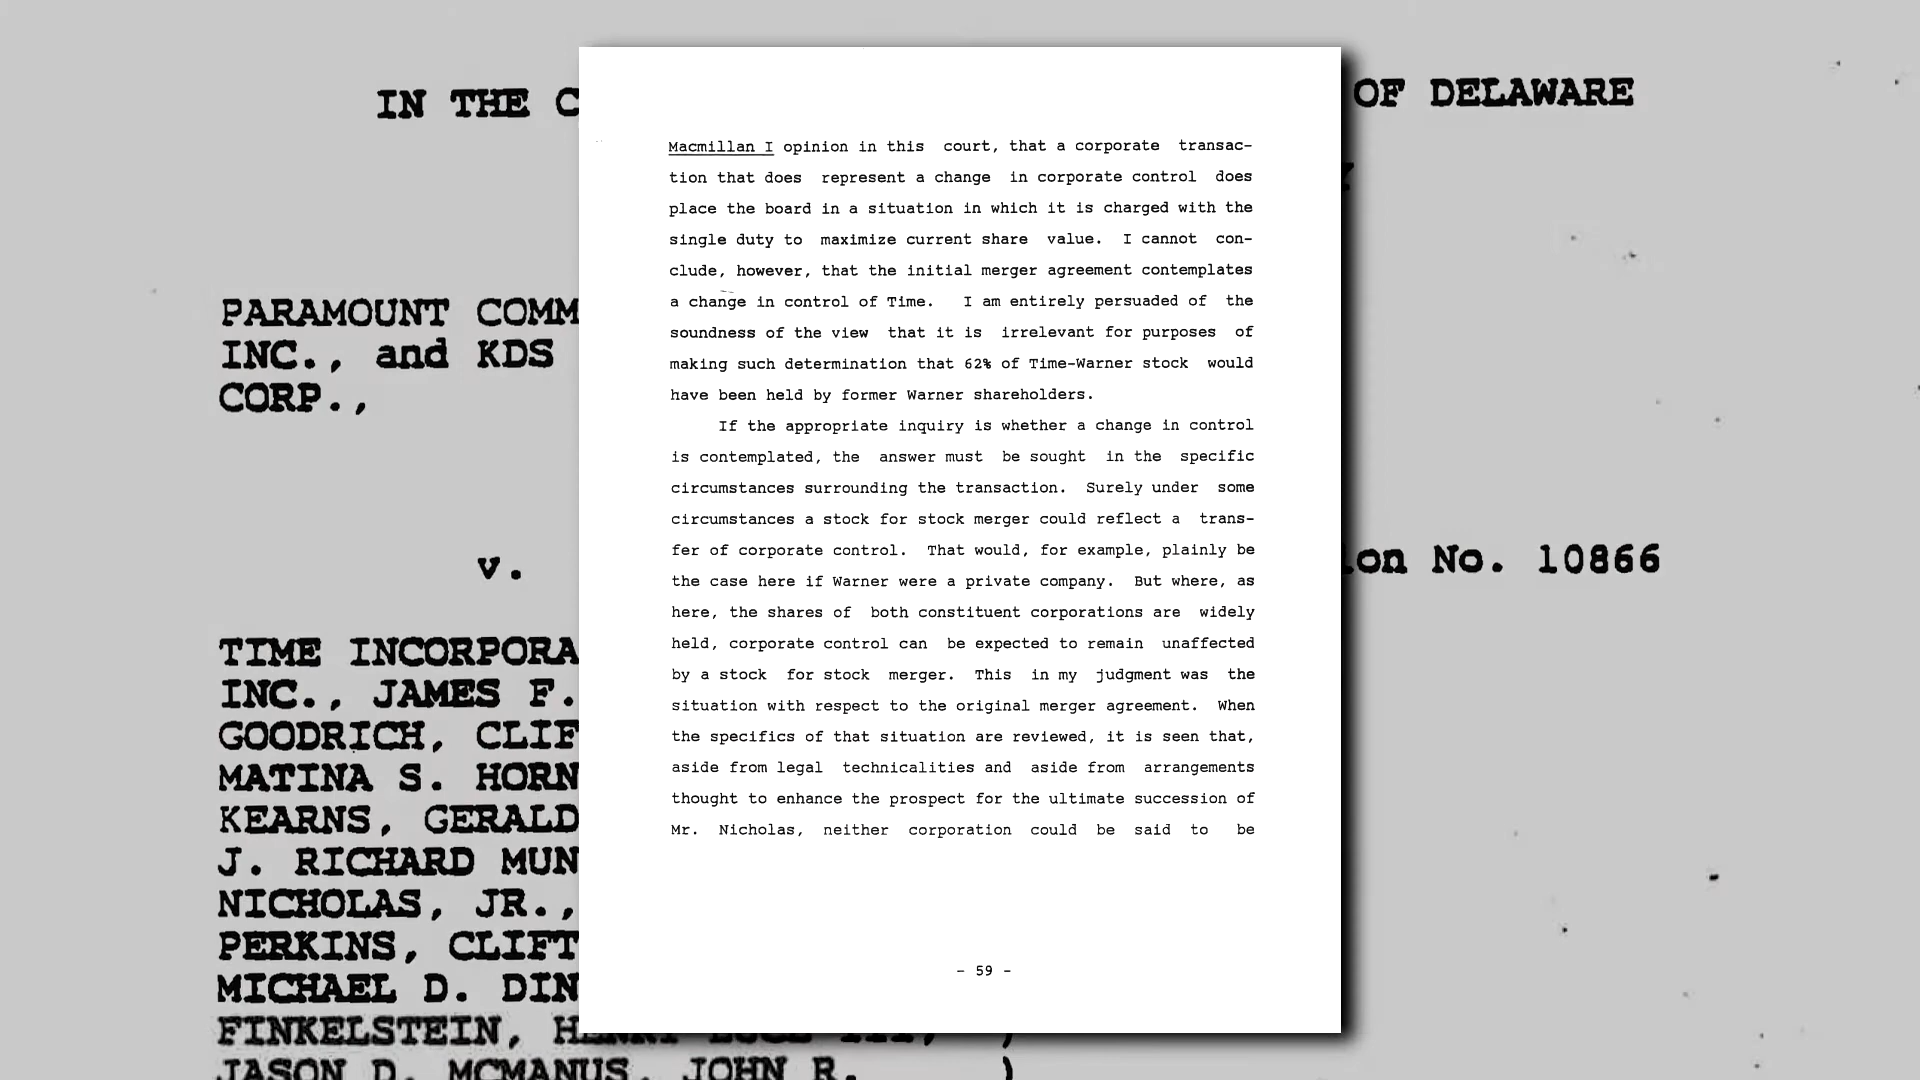 IN THE C
OF DELAWARE
PARAMOUNT COMM
INC., and KDS
CORP.,
v.
on No. 10866
TIME INCORPORA
INC., JAMES F.
GOODRICH, CLIF
MATINA S. HORN
KEARNS, GERALD
J. RICHARD MUN
NICHOLAS, JR.,
PERKINS, CLIFT
MICHAEL D. DIN
FINKELSTEIN, HENRY LUCE III, )
JASON D. MCMANUS, JOHN R. )
Macmillan I opinion in this court, that a corporate transac-
tion that does represent a change in corporate control does
place the board in a situation in which it is charged with the
single duty to maximize current share value. I cannot con-
clude, however, that the initial merger agreement contemplates
a change in control of Time. I am entirely persuaded of the
soundness of the view that it is irrelevant for purposes of
making such determination that 62% of Time-Warner stock would
have been held by former Warner shareholders.
If the appropriate inquiry is whether a change in control
is contemplated, the answer must be sought in the specific
circumstances surrounding the transaction. Surely under some
circumstances a stock for stock merger could reflect a trans-
fer of corporate control. That would, for example, plainly be
the case here if Warner were a private company. But where, as
here, the shares of both constituent corporations are widely
held, corporate control can be expected to remain unaffected
by a stock for stock merger. This in my judgment was the
situation with respect to the original merger agreement. When
the specifics of that situation are reviewed, it is seen that,
aside from legal technicalities and aside from arrangements
thought to enhance the prospect for the ultimate succession of
Mr. Nicholas, neither corporation could be said to be
- 59 -